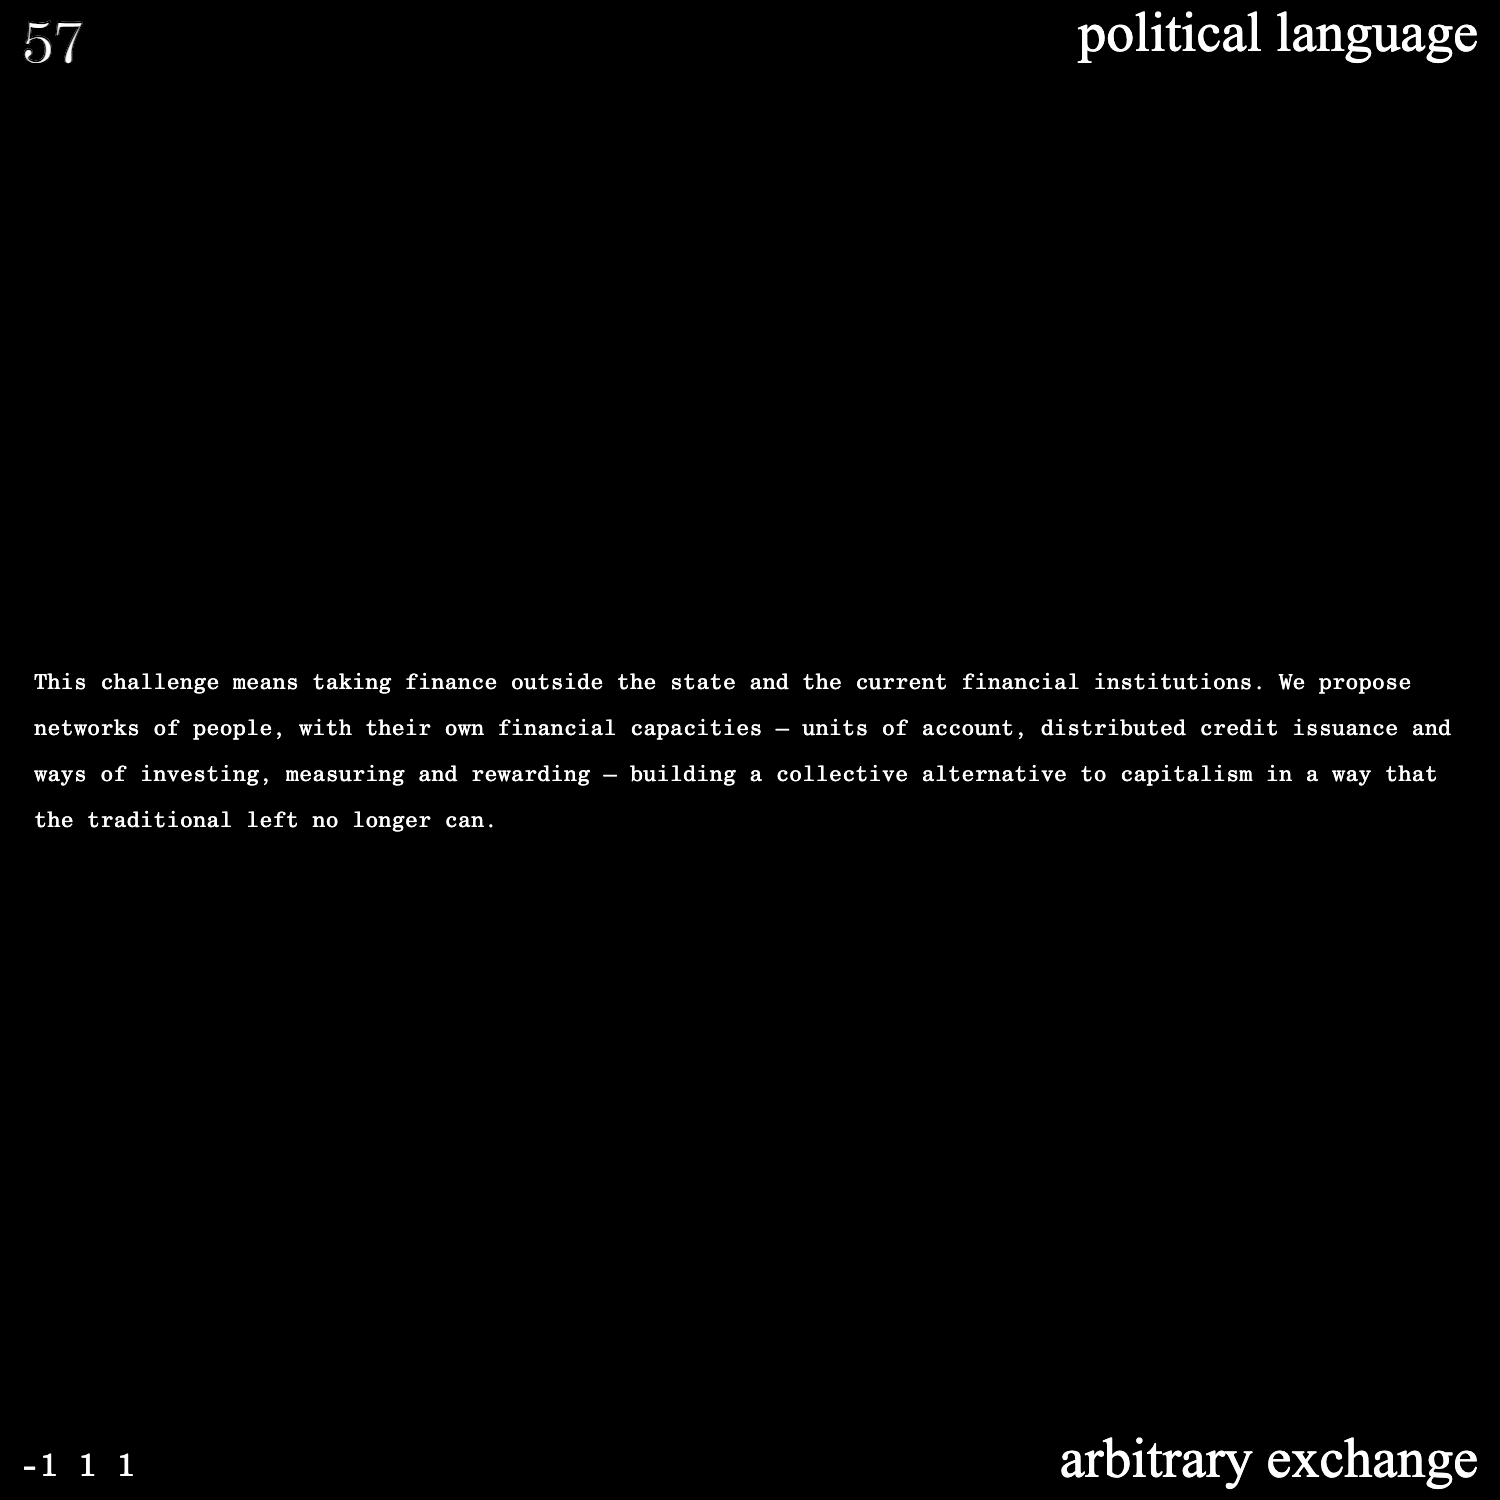 57
political language
This challenge means taking finance outside the state and the current financial institutions. We propose
networks of people, with their own financial capacities — units of account, distributed credit issuance and
ways of investing, measuring and rewarding — building a collective alternative to capitalism in a way that
the traditional left no longer can.
-1 1 1
arbitrary exchange